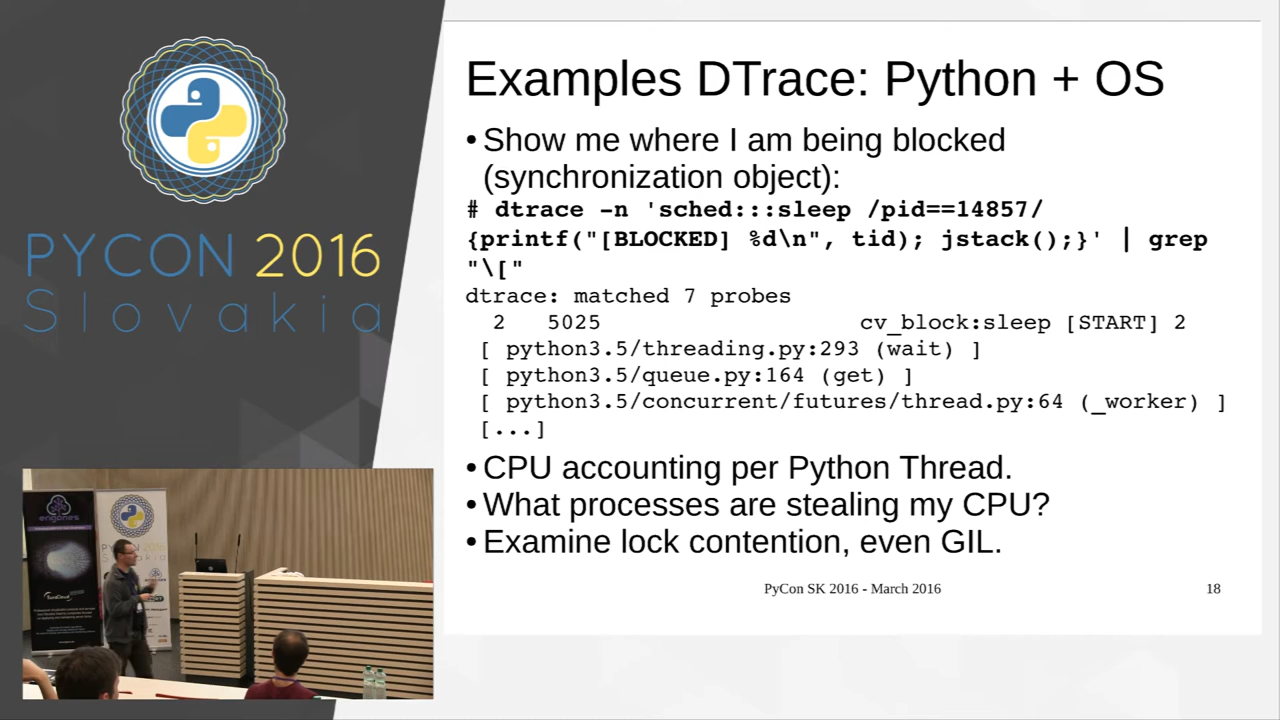 PYCON 2016
Slovakia
Examples DTrace: Python + OS
• Show me where I am being blocked
(synchronization object):
# dtrace -n 'sched:::sleep /pid==14857/
{printf("[BLOCKED] %d\n", tid); jstack();}' | grep
"\["
dtrace: matched 7 probes
2 5025 cv_block:sleep [START] 2
[ python3.5/threading.py:293 (wait) ]
[ python3.5/queue.py:164 (get) ]
[ python3.5/concurrent/futures/thread.py:64 (_worker) ]
[...]
• CPU accounting per Python Thread.
• What processes are stealing my CPU?
• Examine lock contention, even GIL.
PyCon SK 2016 - March 2016
18
erigones